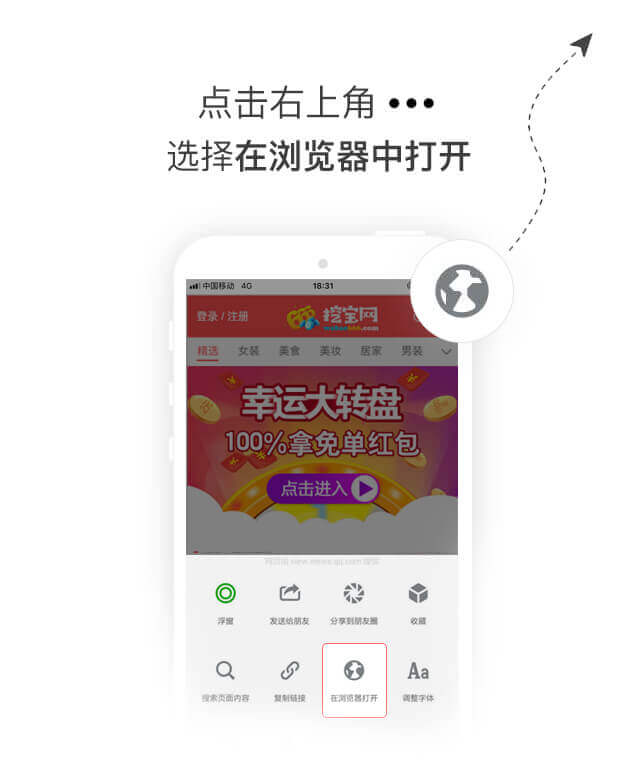 点击右上角 •••
选择在浏览器中打开
中国移动 4G 18:31
登录 / 注册 挖宝网
精选 女装 美食 美妆 居家 男装
幸运大转盘
100%拿免单红包
点击进入
浮窗 发送给朋友 分享到朋友圈 收藏
Aa
搜索页面内容 复制链接 在浏览器打开 调整字体